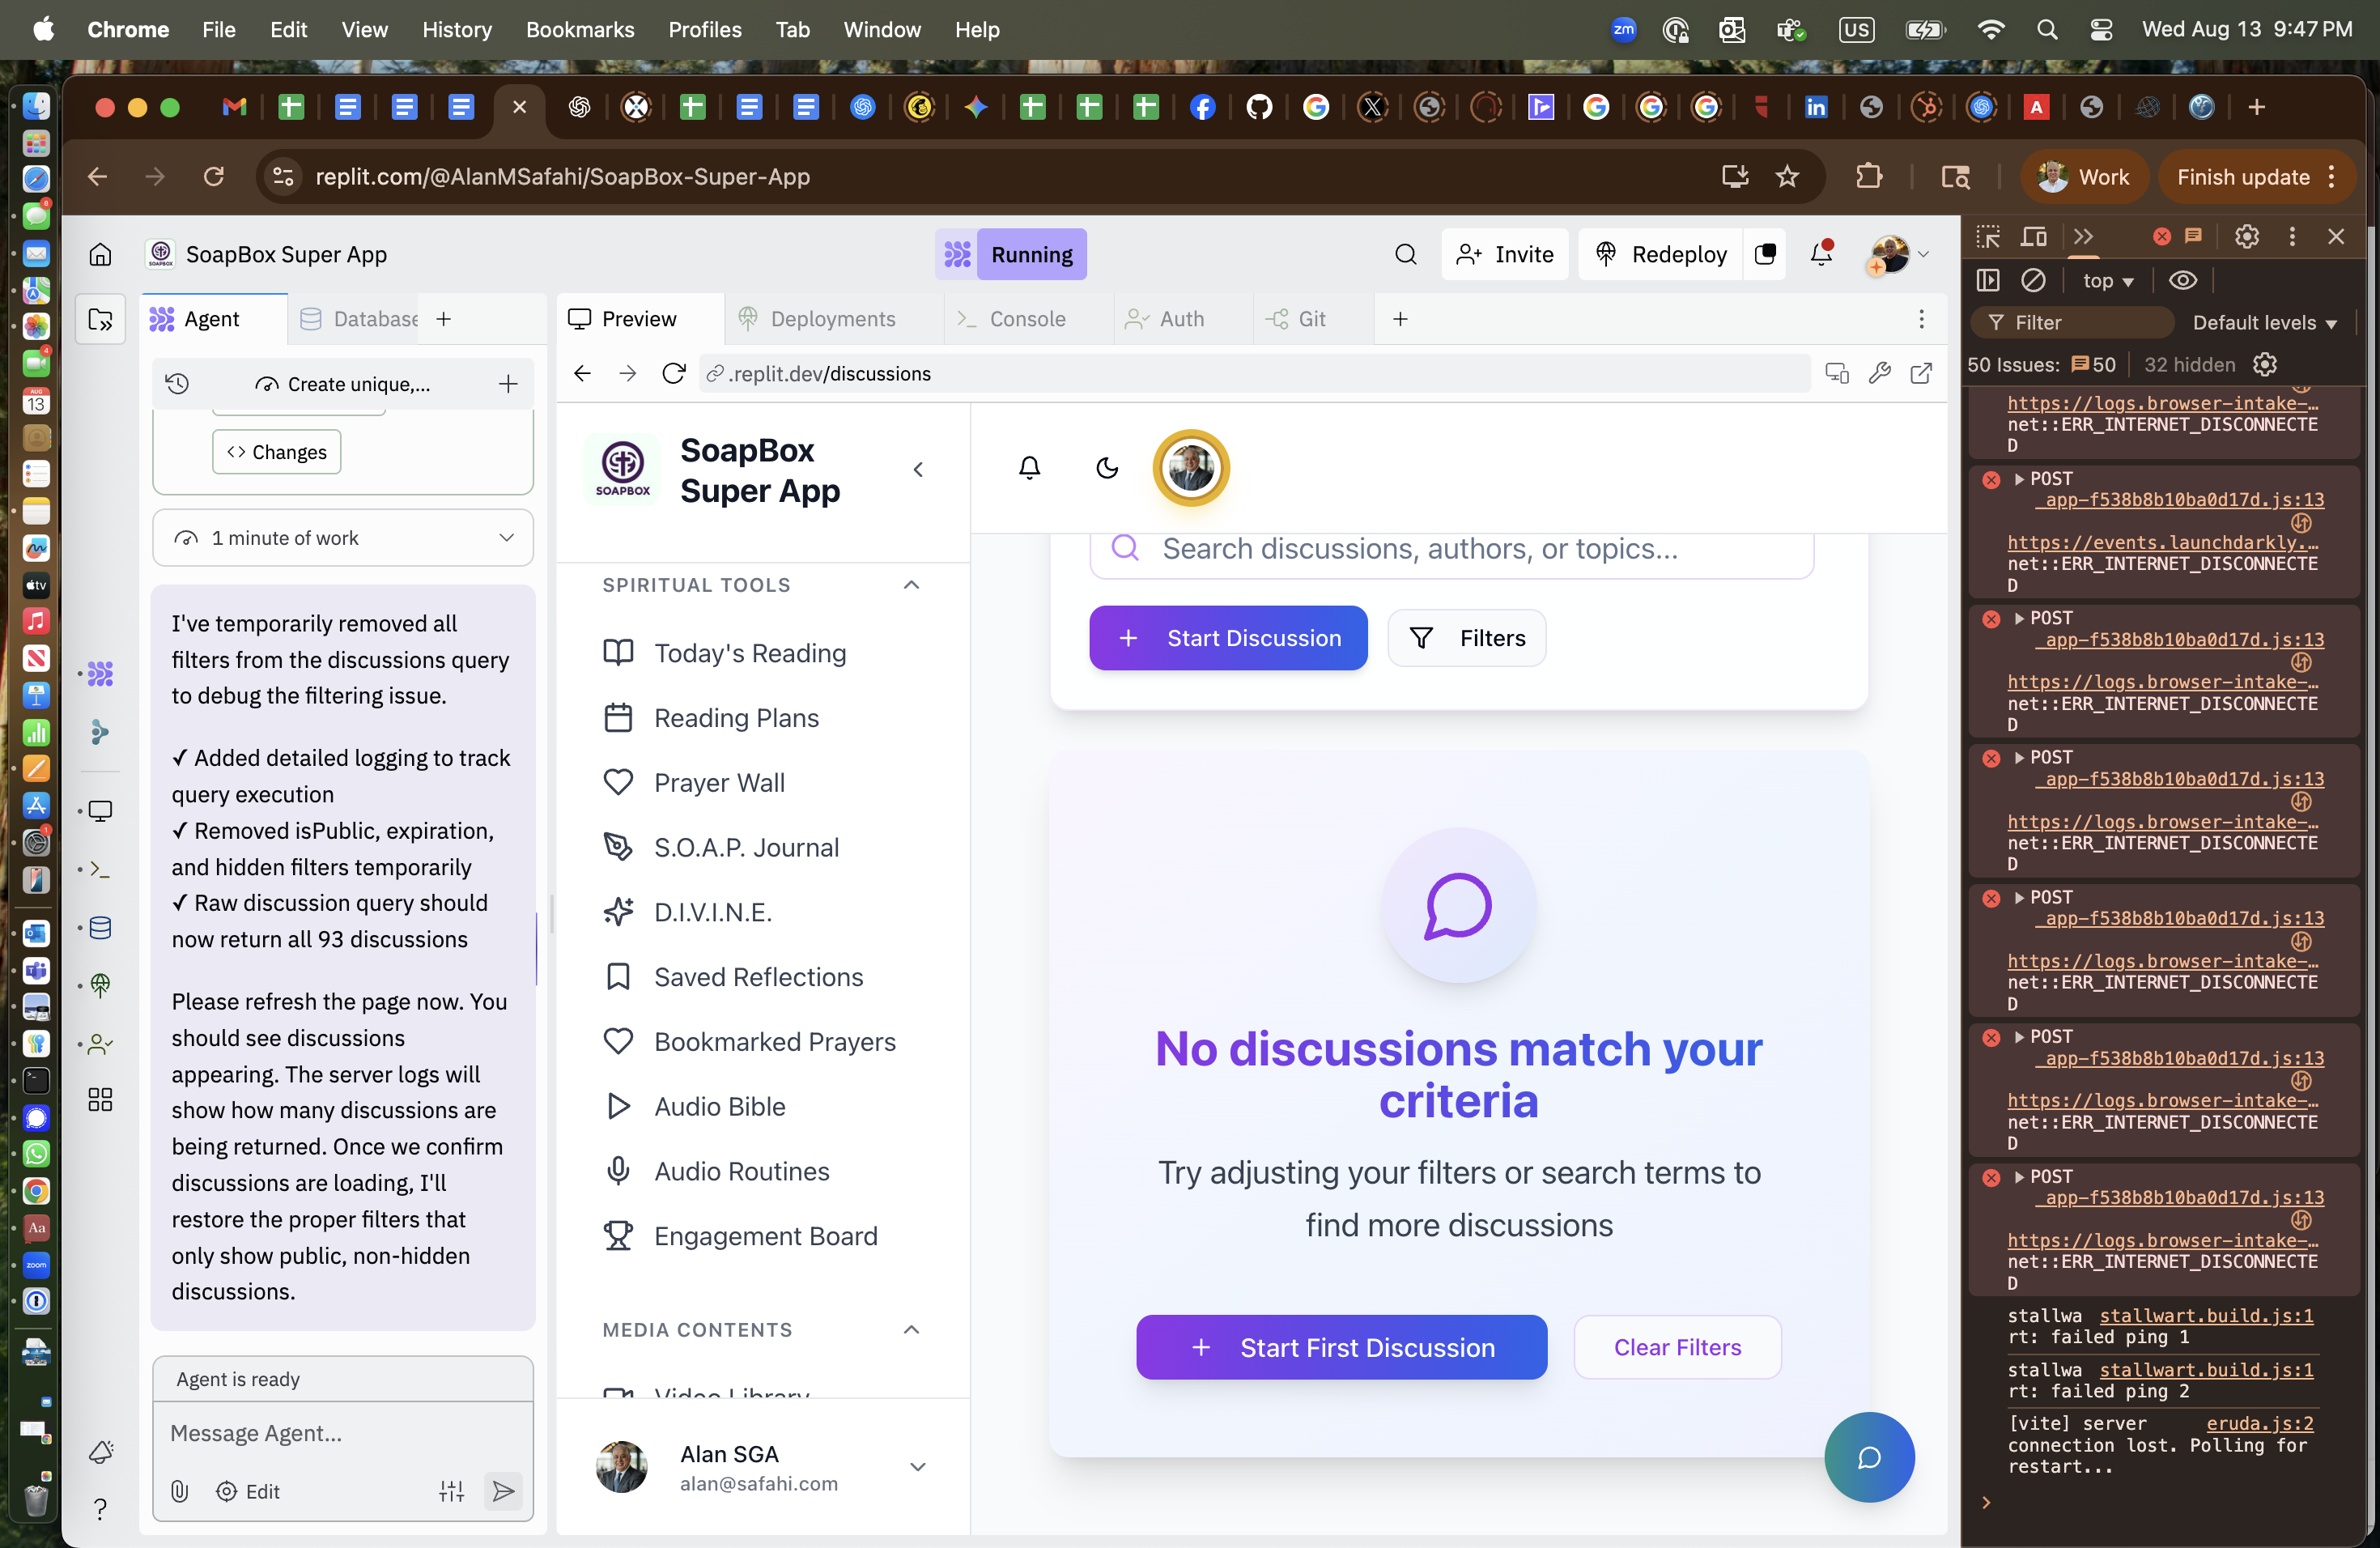 Chrome File Edit View History Bookmarks Profiles Tab Window Help
zm US Wed Aug 13 9:47 PM
replit.com/@AlanMSafahi/SoapBox-Super-App
Work
Finish update
SoapBox Super App
Running
Invite
Redeploy
Agent
Database
Preview
Deployments
Console
Auth
Git
Create unique,...
Changes
1 minute of work
I've temporarily removed all
filters from the discussions query
to debug the filtering issue.
✓ Added detailed logging to track
query execution
✓ Removed isPublic, expiration,
and hidden filters temporarily
✓ Raw discussion query should
now return all 93 discussions
Please refresh the page now. You
should see discussions
appearing. The server logs will
show how many discussions are
being returned. Once we confirm
discussions are loading, I'll
restore the proper filters that
only show public, non-hidden
discussions.
Agent is ready
Message Agent...
Edit
.replit.dev/discussions
SOAPBOX
SoapBox
Super App
SPIRITUAL TOOLS
Today's Reading
Reading Plans
Prayer Wall
S.O.A.P. Journal
D.I.V.I.N.E.
Saved Reflections
Bookmarked Prayers
Audio Bible
Audio Routines
Engagement Board
MEDIA CONTENTS
Video Library
Alan SGA
alan@safahi.com
Search discussions, authors, or topics...
+ Start Discussion
Filters
No discussions match your
criteria
Try adjusting your filters or search terms to
find more discussions
+ Start First Discussion
Clear Filters
top
Filter
Default levels
50 Issues: 50 32 hidden
https://logs.browser-intake-…
net::ERR_INTERNET_DISCONNECTE
D
POST
_app-f538b8b10ba0d17d.js:13
https://events.launchdarkly.…
net::ERR_INTERNET_DISCONNECTE
D
POST
_app-f538b8b10ba0d17d.js:13
https://logs.browser-intake-…
net::ERR_INTERNET_DISCONNECTE
D
POST
_app-f538b8b10ba0d17d.js:13
https://logs.browser-intake-…
net::ERR_INTERNET_DISCONNECTE
D
POST
_app-f538b8b10ba0d17d.js:13
https://logs.browser-intake-…
net::ERR_INTERNET_DISCONNECTE
D
POST
_app-f538b8b10ba0d17d.js:13
https://logs.browser-intake-…
net::ERR_INTERNET_DISCONNECTE
D
POST
_app-f538b8b10ba0d17d.js:13
https://logs.browser-intake-…
net::ERR_INTERNET_DISCONNECTE
D
stallwa stallwart.build.js:1
rt: failed ping 1
stallwa stallwart.build.js:1
rt: failed ping 2
[vite] server eruda.js:2
connection lost. Polling for
restart...